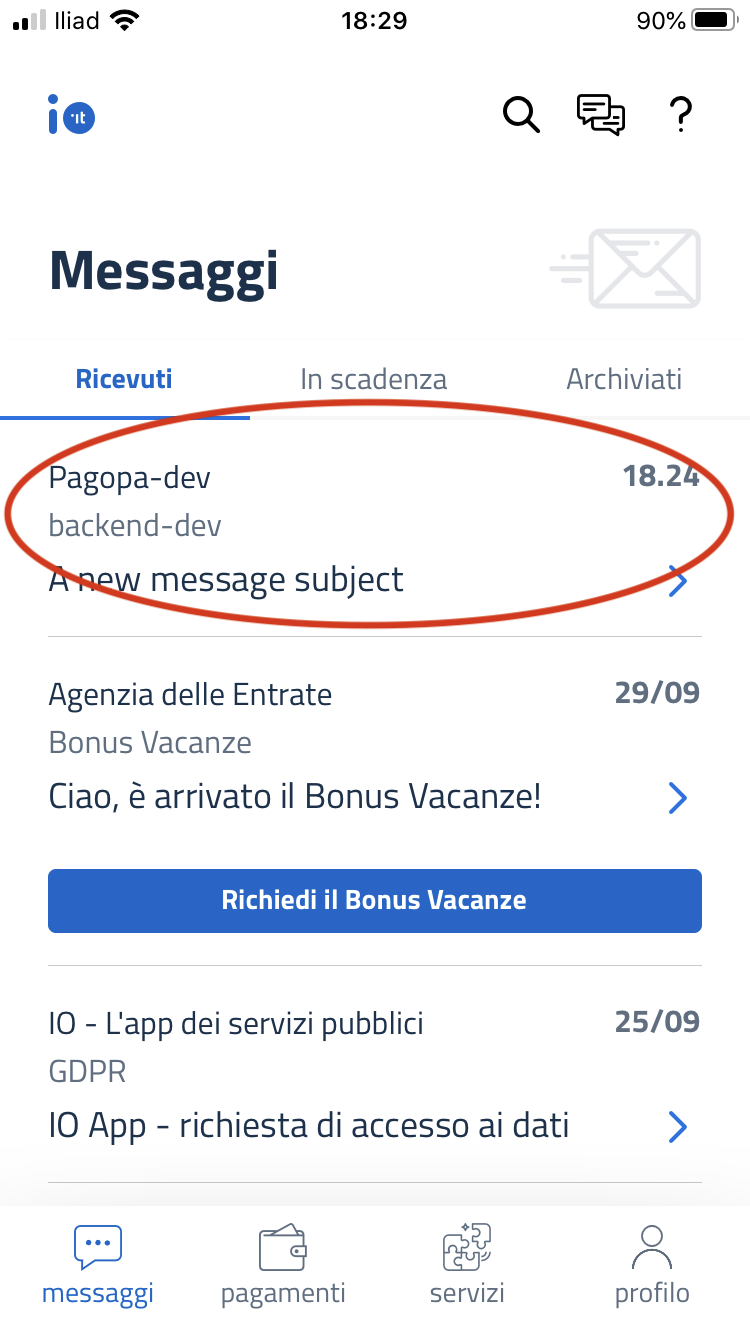 Iliad 18:29 90%
io it
Messaggi
Ricevuti In scadenza Archiviati
Pagopa-dev 18.24
backend-dev
A new message subject
Agenzia delle Entrate 29/09
Bonus Vacanze
Ciao, è arrivato il Bonus Vacanze!
Richiedi il Bonus Vacanze
IO - L'app dei servizi pubblici 25/09
GDPR
IO App - richiesta di accesso ai dati
messaggi pagamenti servizi profilo